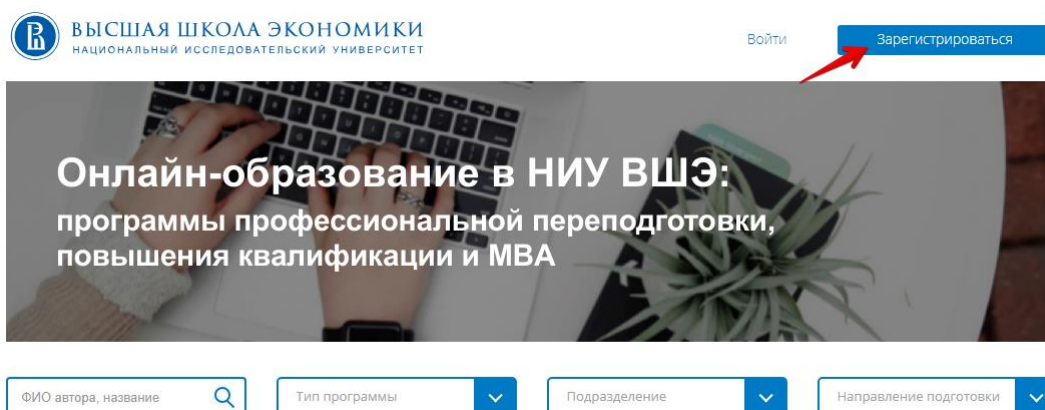 ВЫСШАЯ ШКОЛА ЭКОНОМИКИ
НАЦИОНАЛЬНЫЙ ИССЛЕДОВАТЕЛЬСКИЙ УНИВЕРСИТЕТ
Войти
Зарегистрироваться
Онлайн-образование в НИУ ВШЭ:
программы профессиональной переподготовки,
повышения квалификации и MBA
ФИО автора, название
Тип программы
Подразделение
Направление подготовки